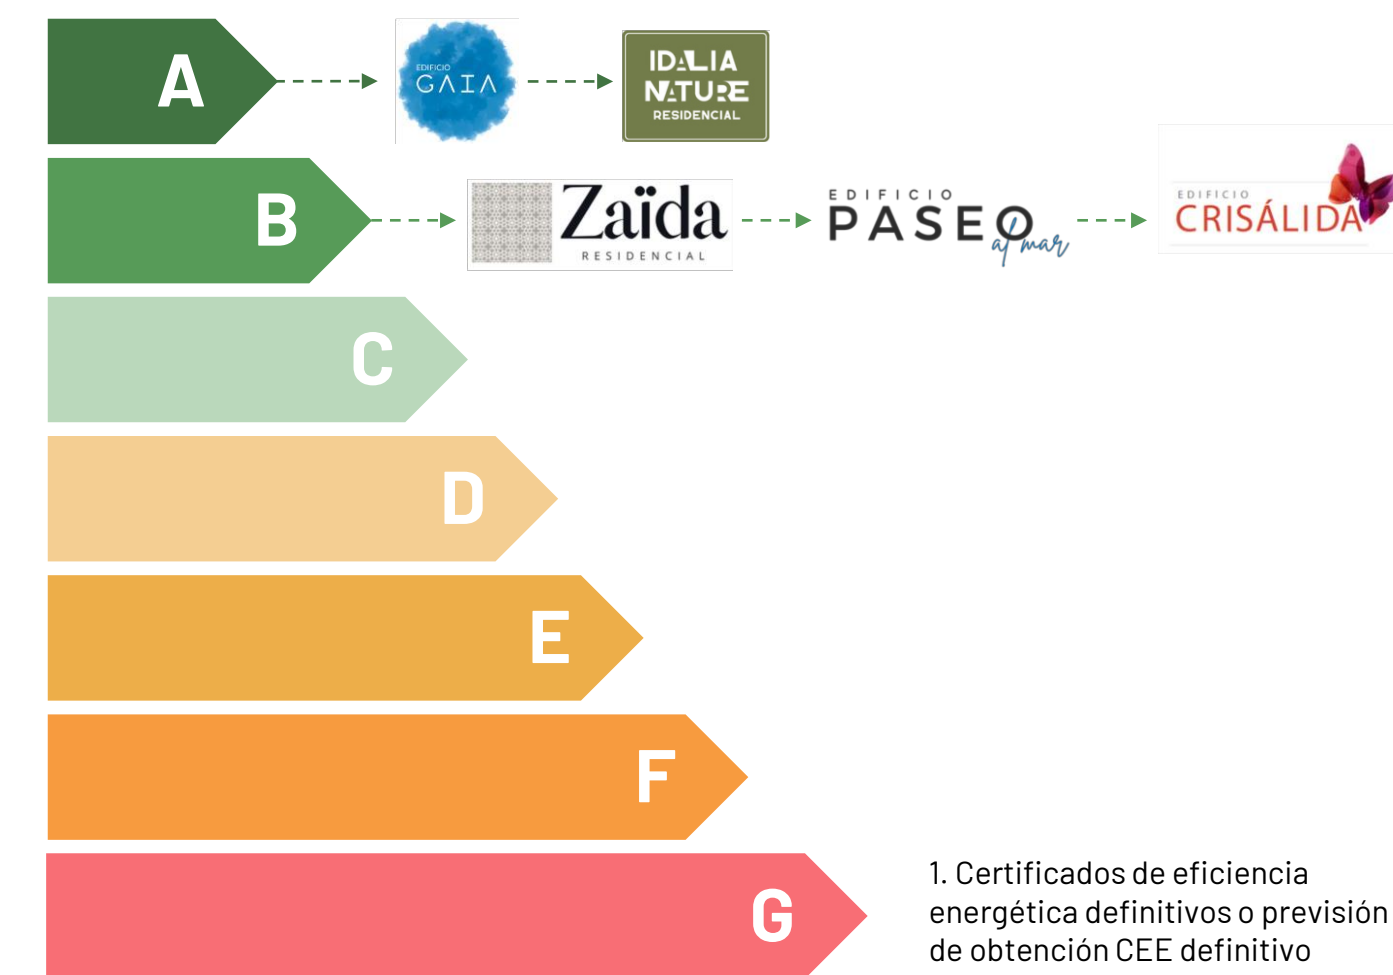 A
EDIFICIO
GAIA
IDALIA
NATURE
RESIDENCIAL
B
Zaïda
RESIDENCIAL
EDIFICIO
PASEO
al mar
EDIFICIO
CRISÁLIDA
C
D
E
F
G
1. Certificados de eficiencia
energética definitivos o previsión
de obtención CEE definitivo